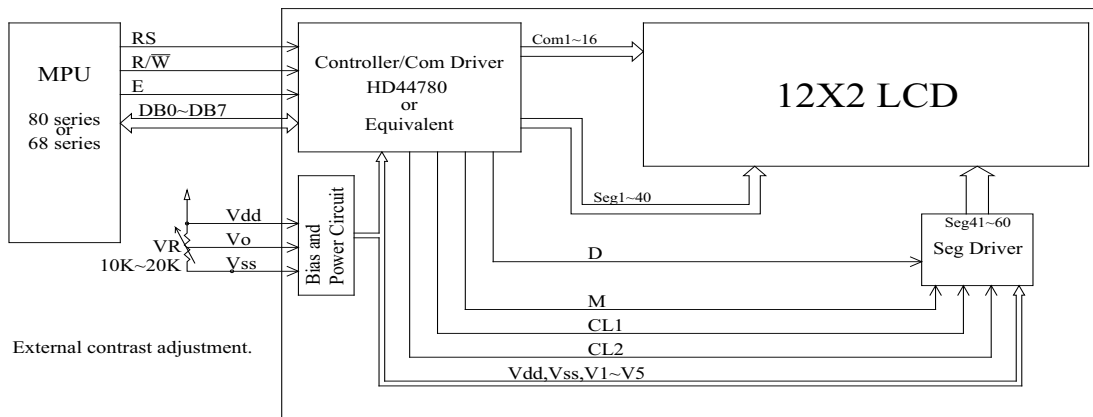 MPU
80 series
or
68 series
RS
R/W̅
E
DB0~DB7
Controller/Com Driver
HD44780
or
Equivalent
Com1~16
12X2 LCD
Seg1~40
Seg41~60
Seg Driver
Vdd
Vo
Vss
VR
10K~20K
Bias and
Power Circuit
D
M
CL1
CL2
Vdd,Vss,V1~V5
External contrast adjustment.